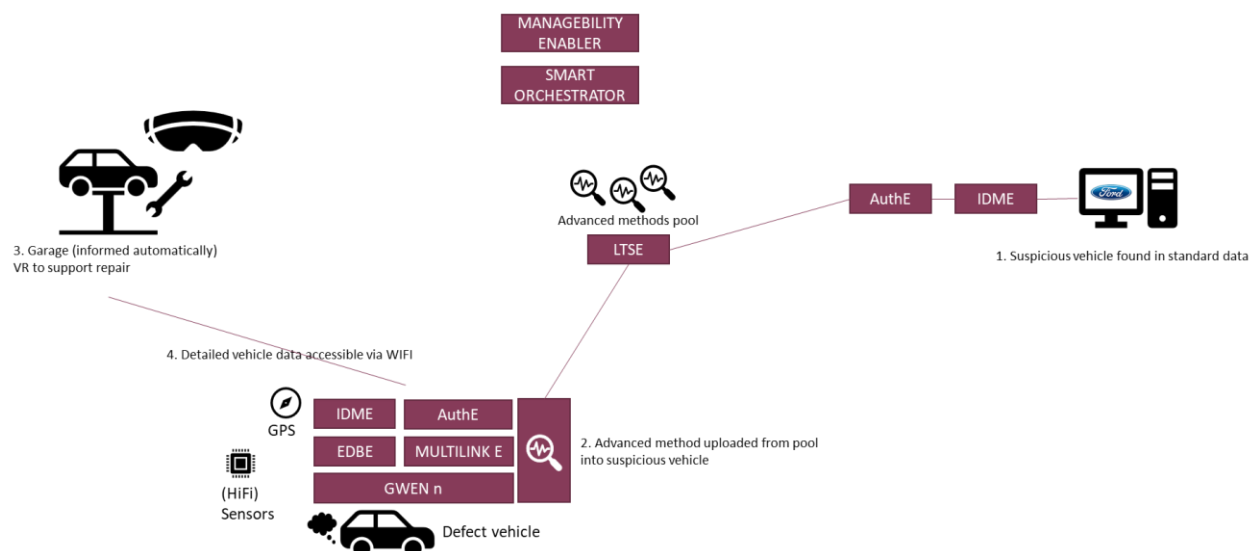 MANAGEBILITY
ENABLER
SMART
ORCHESTRATOR
Advanced methods pool
LTSE
AuthE
IDME
Ford
1. Suspicious vehicle found in standard data
3. Garage (informed automatically)
VR to support repair
4. Detailed vehicle data accessible via WIFI
GPS
IDME
AuthE
EDBE
MULTILINK E
GWEN n
2. Advanced method uploaded from pool
into suspicious vehicle
(HiFi)
Sensors
Defect vehicle